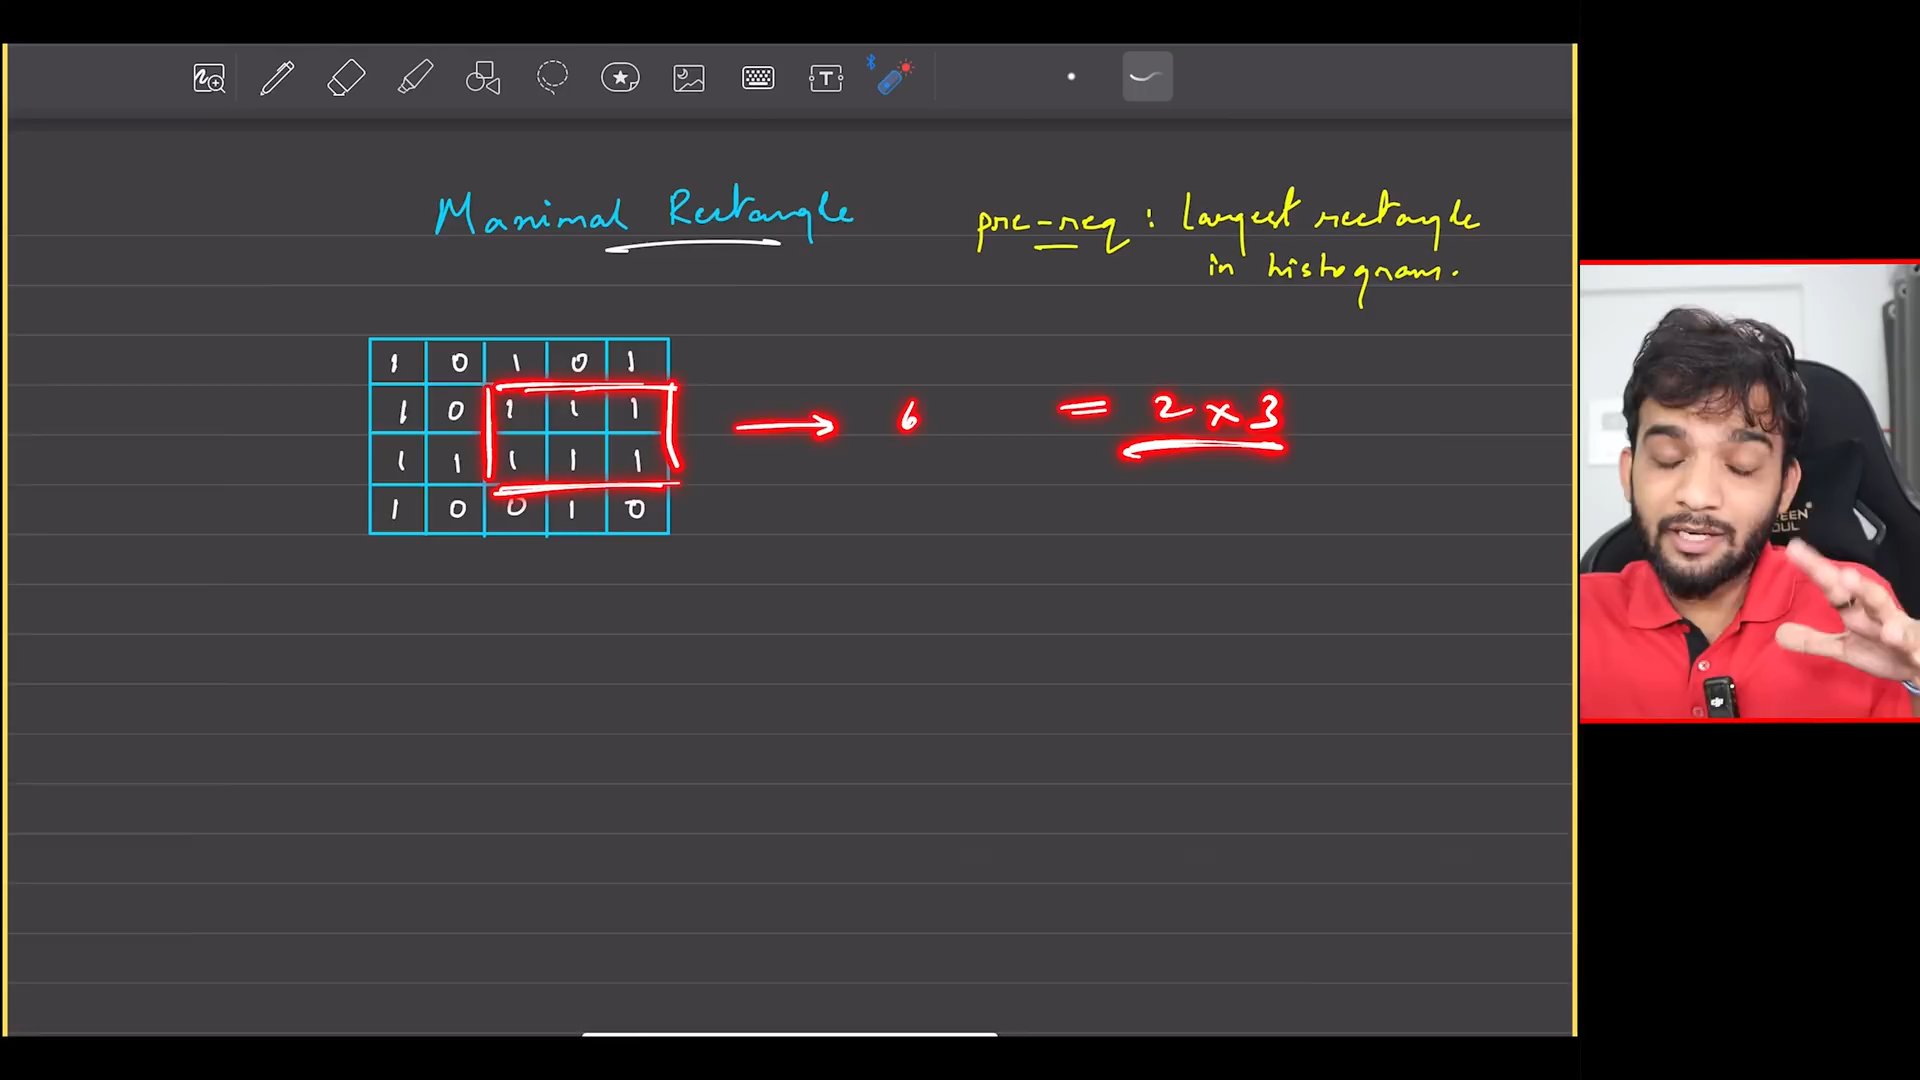 Maximal Rectangle
pre-req : Largest rectangle
in histogram.
1 0 1 0 1
1 0 1 1 1
1 1 1 1 1
1 0 0 1 0
→ 6 = 2 x 3
T